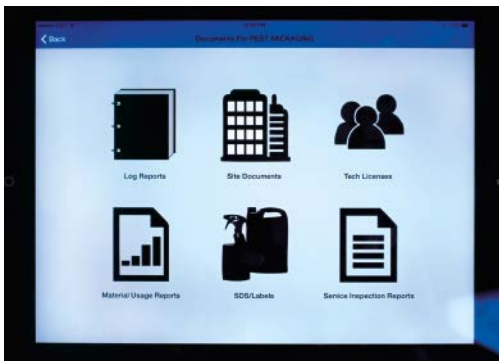 Back
Documents For PEST PACKAGING
Log Reports
Site Documents
Tech Licenses
Material Usage Reports
SDS/Labels
Service Inspection Reports